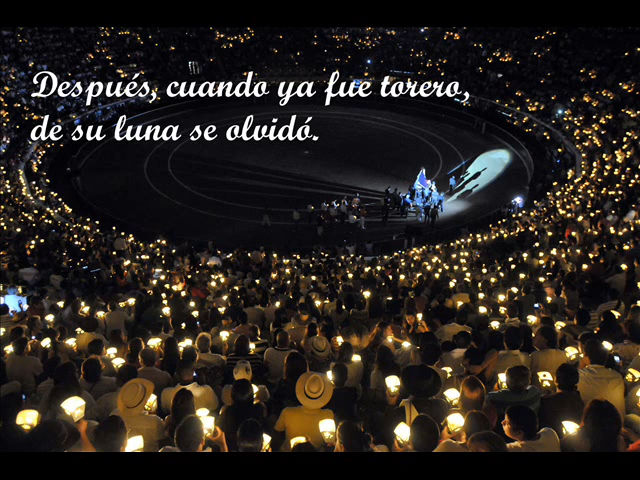 Después, cuando ya fue torero,
de su luna se olvidó.